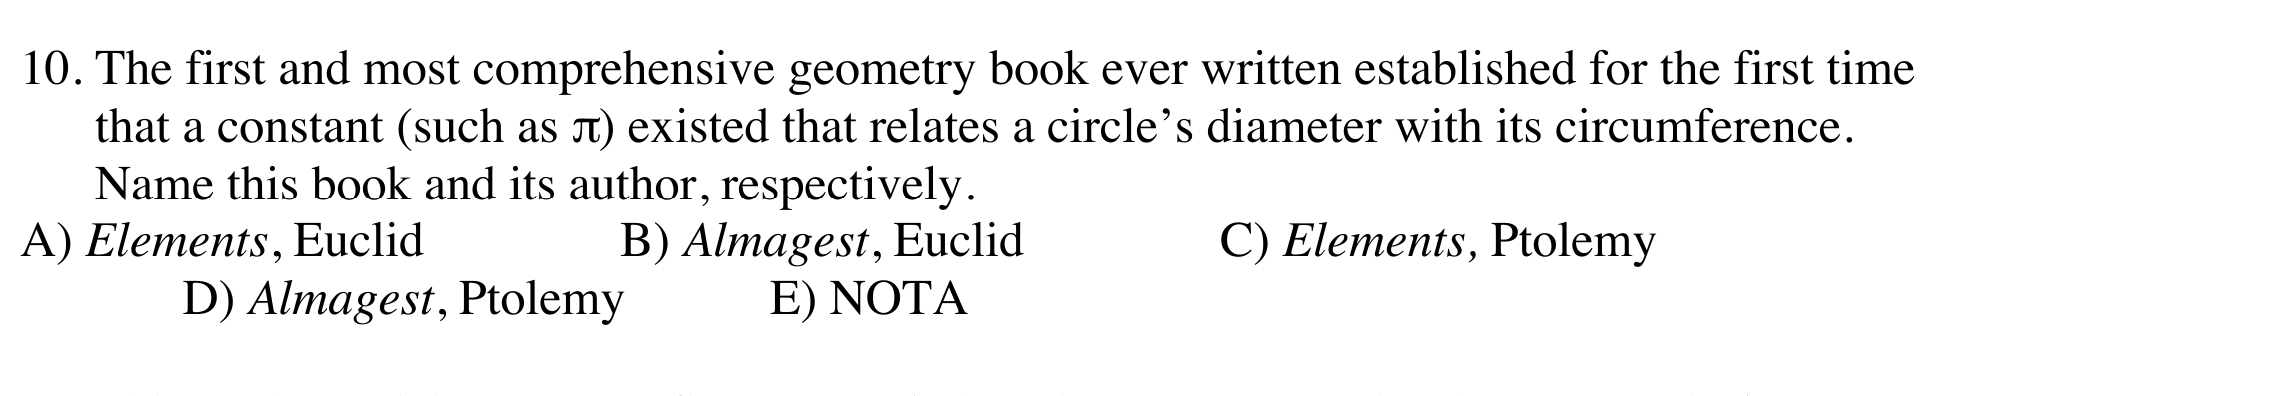 10. The first and most comprehensive geometry book ever written established for the first time
that a constant (such as π) existed that relates a circle’s diameter with its circumference.
Name this book and its author, respectively.
A) Elements, Euclid B) Almagest, Euclid C) Elements, Ptolemy
D) Almagest, Ptolemy E) NOTA